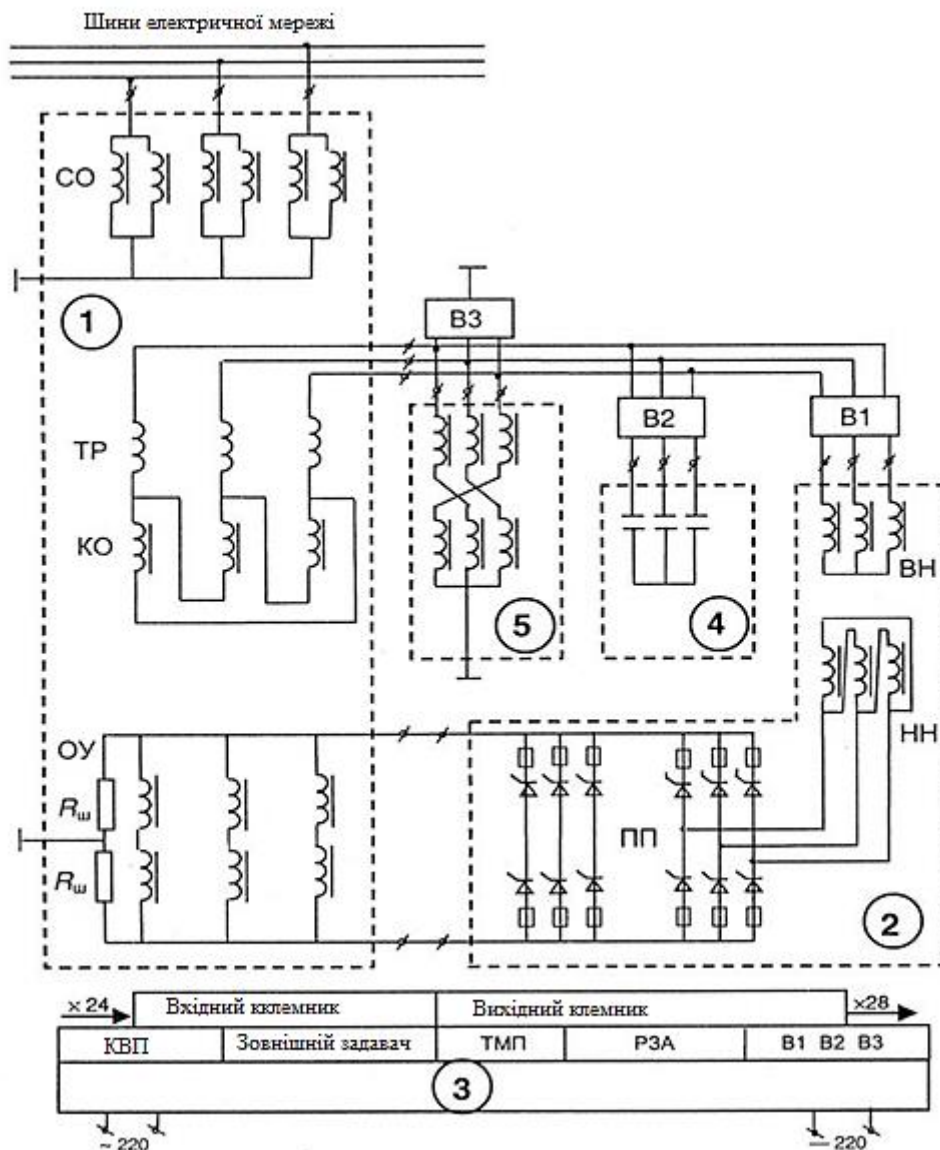 Шини електричної мережі
СО
1
В3
ТР
В2
В1
КО
ВН
5
4
НН
ОУ
Rш
ПП
Rш
2
×24
Вхідний кклемник
Вихідний клемник
×28
КВП
Зовнішній задавач
ТМП
РЗА
В1 В2 В3
3
~ 220
— 220